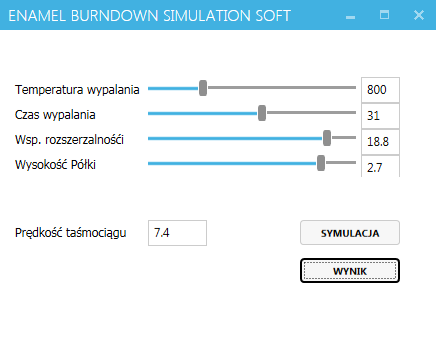 ENAMEL BURNDOWN SIMULATION SOFT
Temperatura wypalania 800
Czas wypalania 31
Wsp. rozszerzalnośći 18.8
Wysokość Półki 2.7
Prędkość taśmociągu 7.4 SYMULACJA
WYNIK